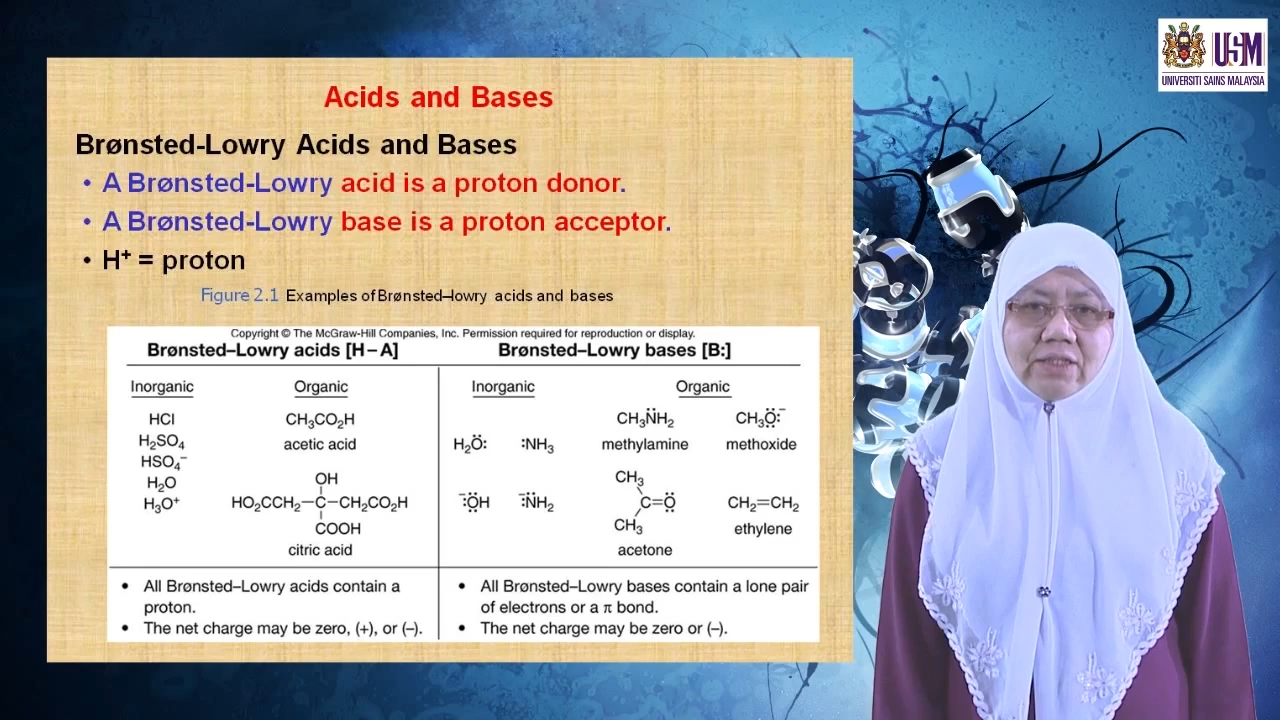 USM
UNIVERSITI SAINS MALAYSIA
Acids and Bases
Brønsted-Lowry Acids and Bases
• A Brønsted-Lowry acid is a proton donor.
• A Brønsted-Lowry base is a proton acceptor.
• H⁺ = proton
Figure 2.1 Examples of Brønsted–lowry acids and bases
Copyright © The McGraw-Hill Companies, Inc. Permission required for reproduction or display.
Brønsted–Lowry acids [H–A]
Inorganic Organic
HCl CH₃CO₂H
H₂SO₄ acetic acid
HSO₄⁻
H₂O OH
H₃O⁺ HO₂CCH₂–C–CH₂CO₂H
COOH
citric acid
• All Brønsted–Lowry acids contain a
proton.
• The net charge may be zero, (+), or (–).
Brønsted–Lowry bases [B:]
Inorganic Organic
CH₃N̈H₂ CH₃Ö:⁻
H₂Ö: :NH₃ methylamine methoxide
CH₃
⁻:ÖH ⁻:N̈H₂ C=Ö CH₂=CH₂
CH₃ ethylene
acetone
• All Brønsted–Lowry bases contain a lone pair
of electrons or a π bond.
• The net charge may be zero or (–).